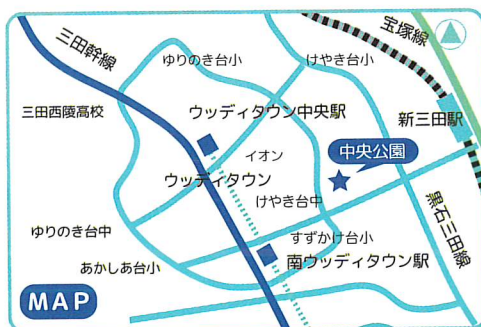 三田幹線
宝塚線
ゆりのき台小
けやき台小
三田西陵高校
ウッディタウン中央駅
新三田駅
イオン
中央公園
ウッディタウン
けやき台中
黒石三田線
ゆりのき台中
すずかけ台小
あかしあ台小
南ウッディタウン駅
MAP